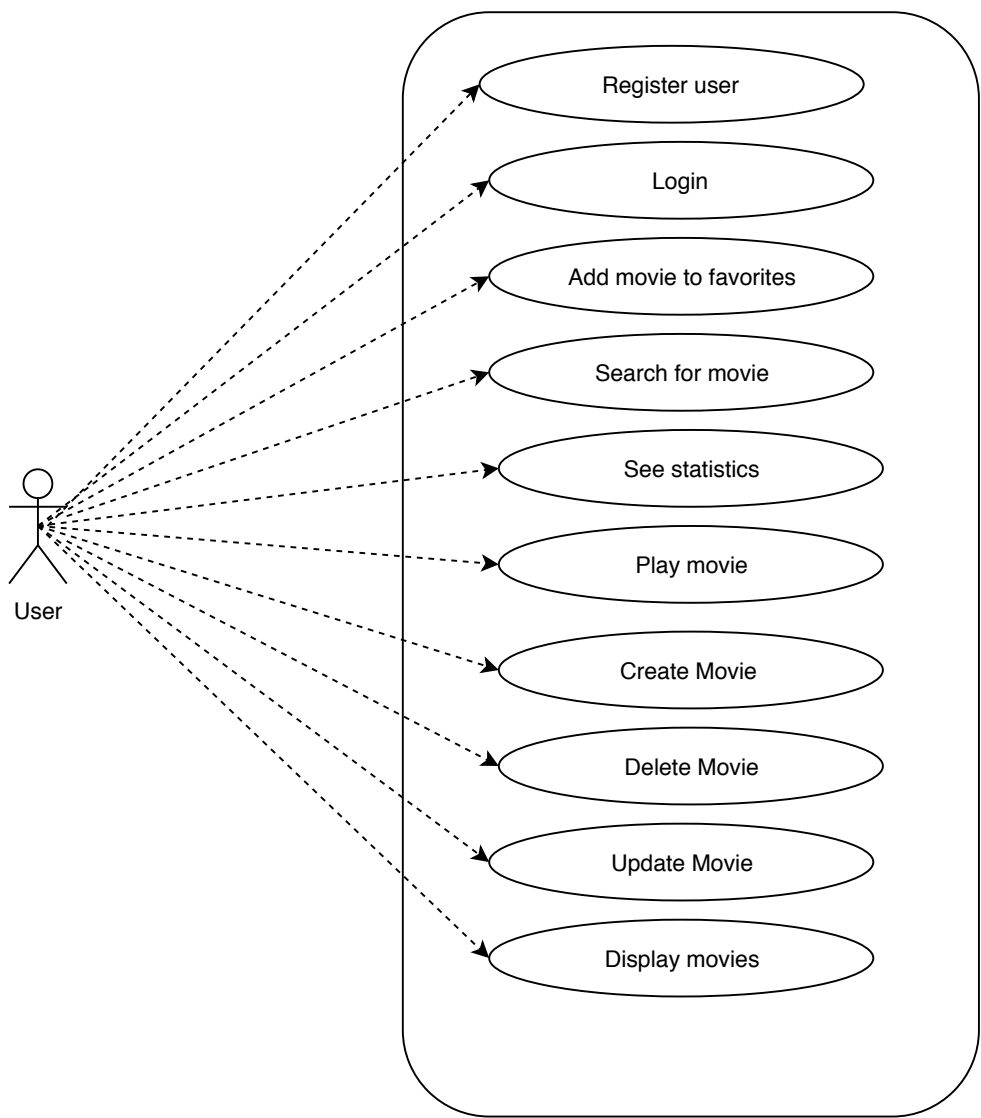 Register user
Login
Add movie to favorites
Search for movie
See statistics
Play movie
User
Create Movie
Delete Movie
Update Movie
Display movies